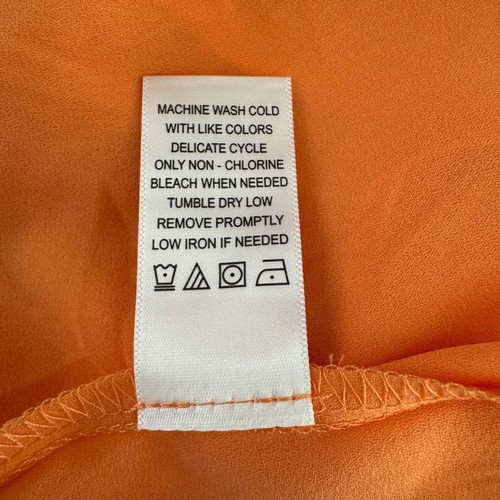 MACHINE WASH COLD
WITH LIKE COLORS
DELICATE CYCLE
ONLY NON - CHLORINE
BLEACH WHEN NEEDED
TUMBLE DRY LOW
REMOVE PROMPTLY
LOW IRON IF NEEDED